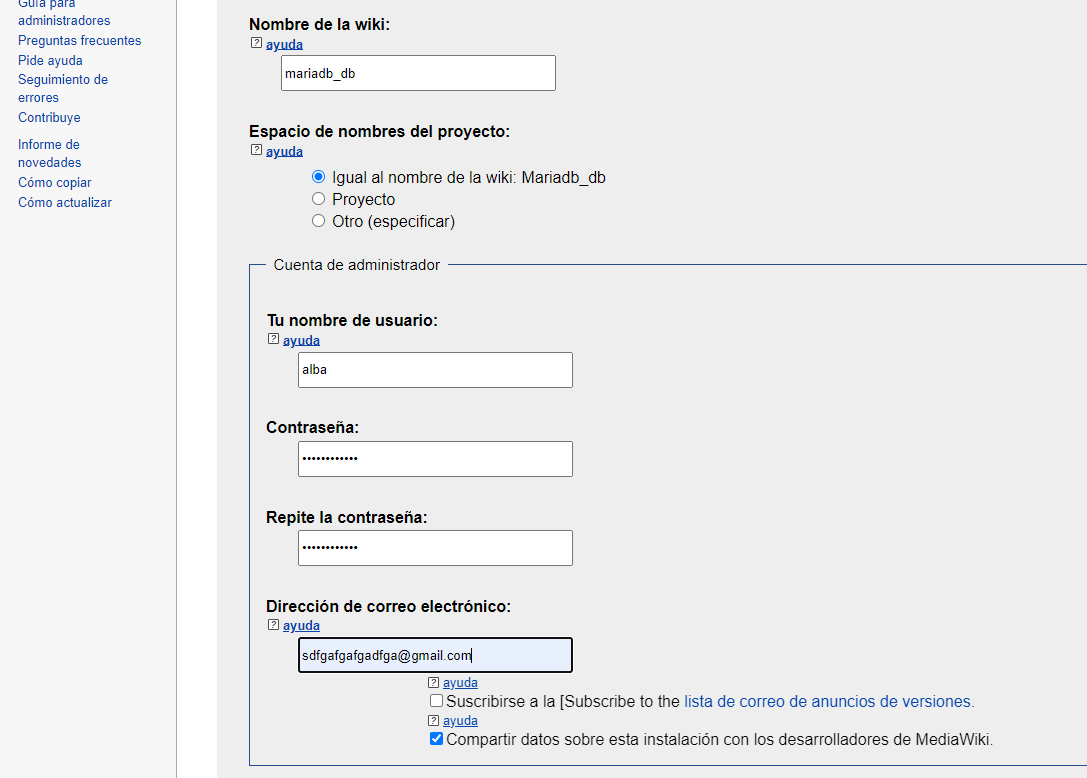 Guía para
administradores
Preguntas frecuentes
Pide ayuda
Seguimiento de
errores
Contribuye
Informe de
novedades
Cómo copiar
Cómo actualizar
Nombre de la wiki:
? ayuda
mariadb_db
Espacio de nombres del proyecto:
? ayuda
Igual al nombre de la wiki: Mariadb_db
Proyecto
Otro (especificar)
Cuenta de administrador
Tu nombre de usuario:
? ayuda
alba
Contraseña:
••••••••••••
Repite la contraseña:
••••••••••••
Dirección de correo electrónico:
? ayuda
sdfgafgafgadfga@gmail.com
? ayuda
Suscribirse a la [Subscribe to the lista de correo de anuncios de versiones.
? ayuda
Compartir datos sobre esta instalación con los desarrolladores de MediaWiki.